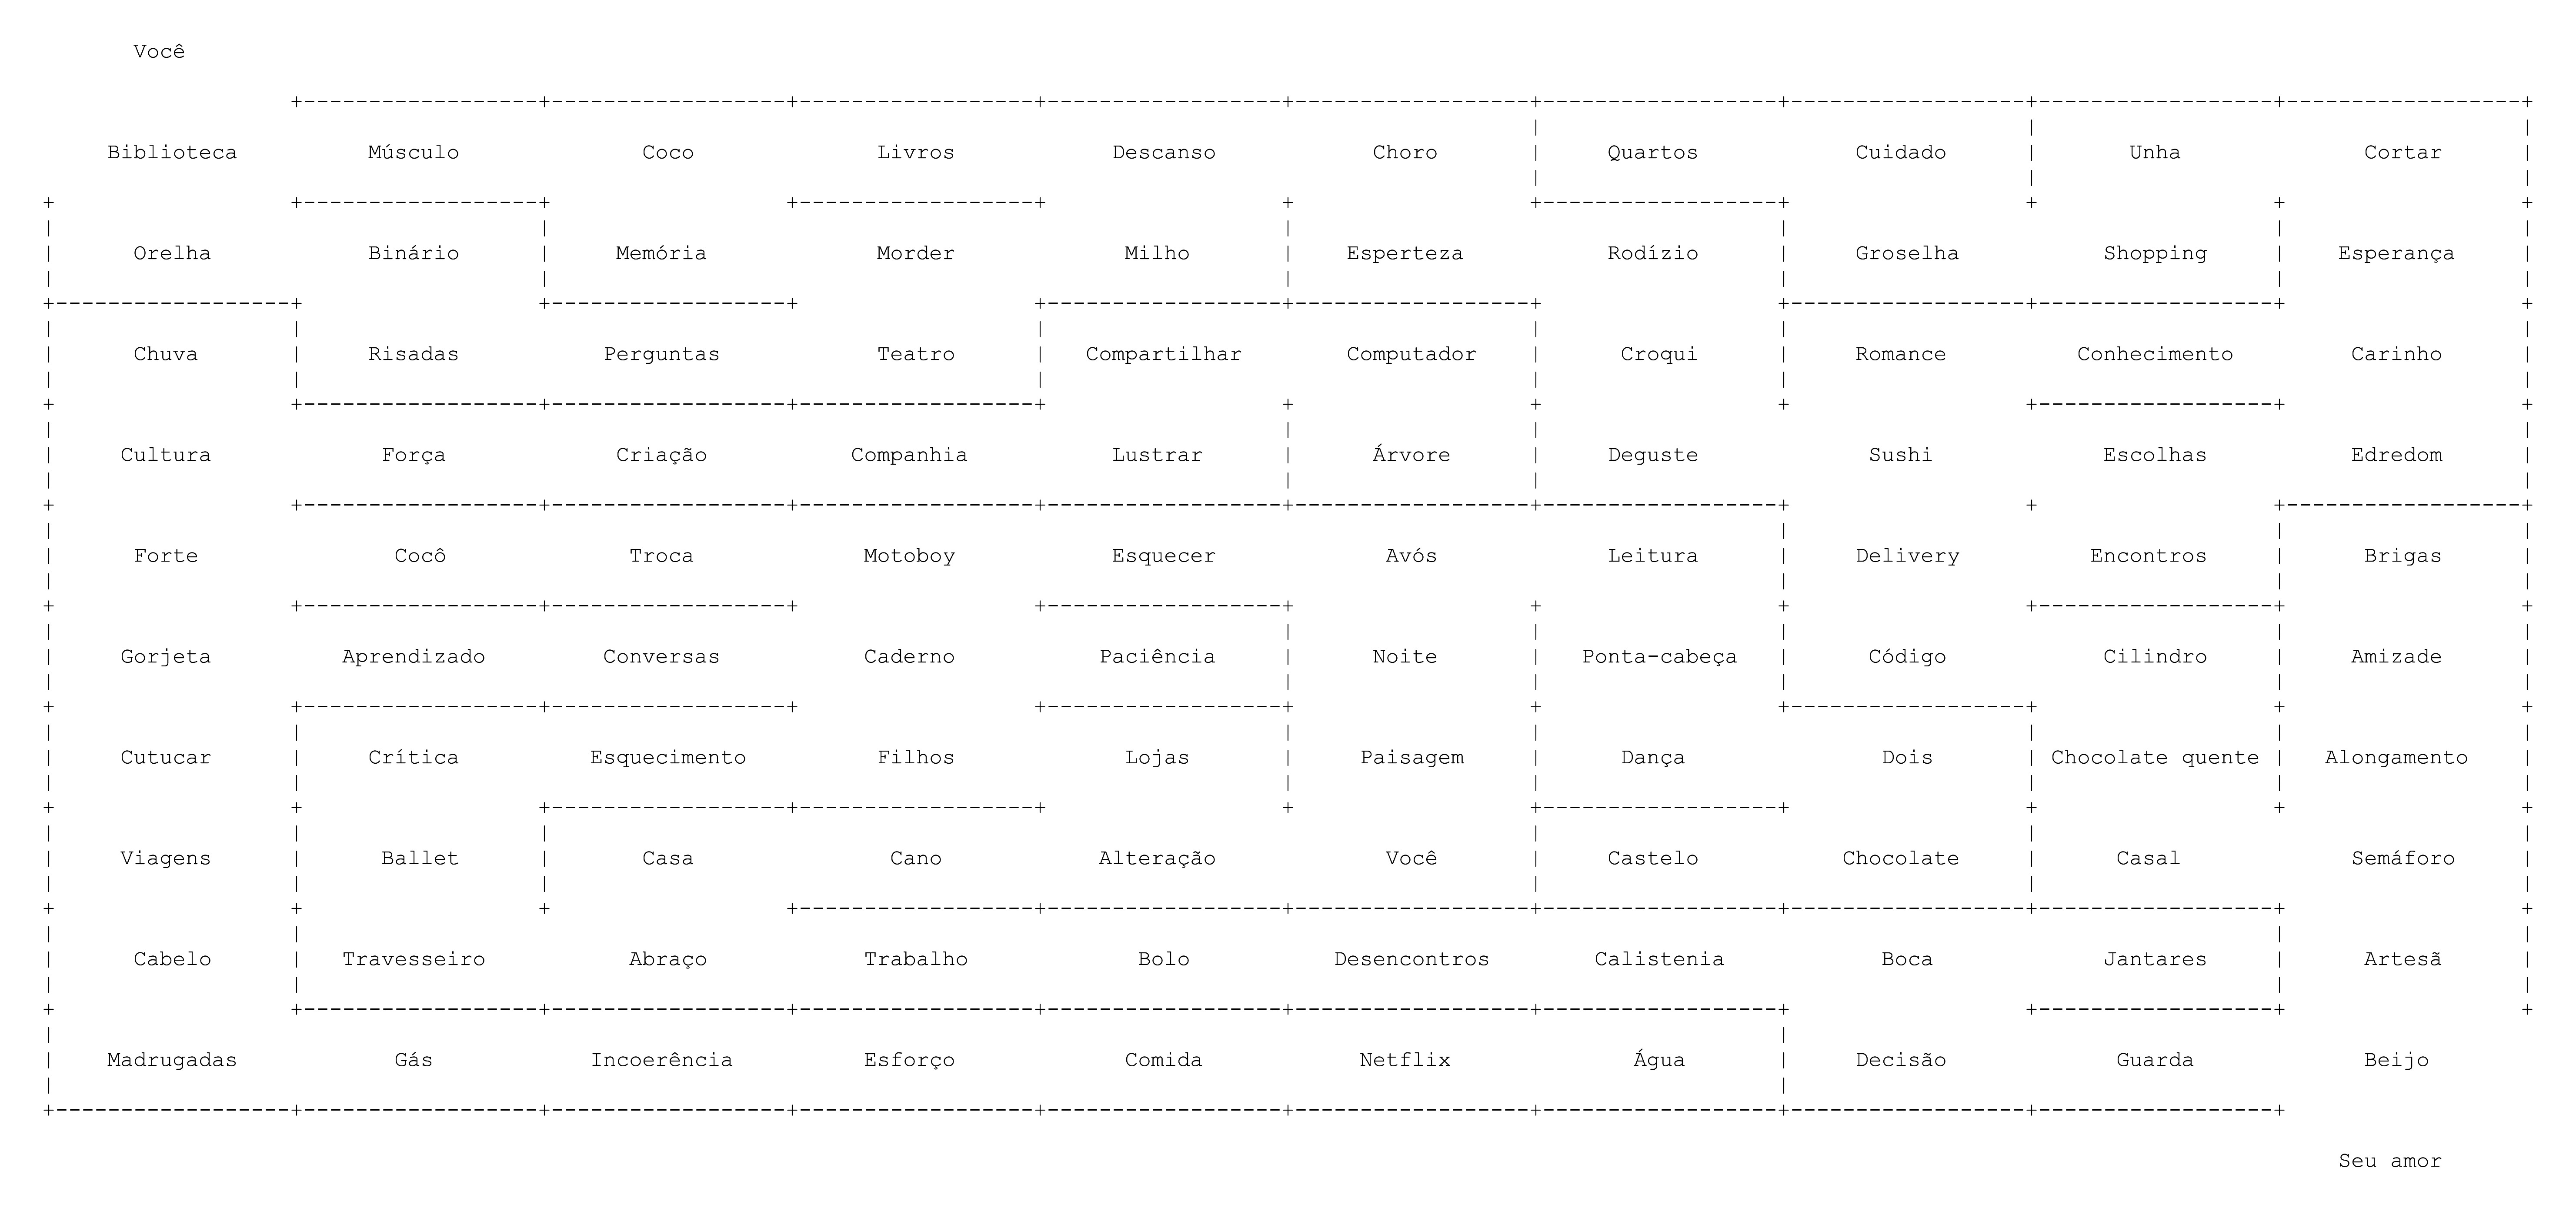 Você
Biblioteca Músculo Coco Livros Descanso Choro Quartos Cuidado Unha Cortar
Orelha Binário Memória Morder Milho Esperteza Rodízio Groselha Shopping Esperança
Chuva Risadas Perguntas Teatro Compartilhar Computador Croqui Romance Conhecimento Carinho
Cultura Força Criação Companhia Lustrar Árvore Deguste Sushi Escolhas Edredom
Forte Cocô Troca Motoboy Esquecer Avós Leitura Delivery Encontros Brigas
Gorjeta Aprendizado Conversas Caderno Paciência Noite Ponta-cabeça Código Cilindro Amizade
Cutucar Crítica Esquecimento Filhos Lojas Paisagem Dança Dois Chocolate quente Alongamento
Viagens Ballet Casa Cano Alteração Você Castelo Chocolate Casal Semáforo
Cabelo Travesseiro Abraço Trabalho Bolo Desencontros Calistenia Boca Jantares Artesã
Madrugadas Gás Incoerência Esforço Comida Netflix Água Decisão Guarda Beijo
Seu amor